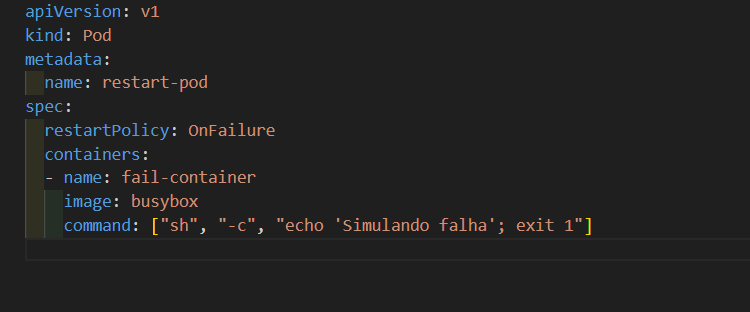 apiVersion: v1
kind: Pod
metadata:
  name: restart-pod
spec:
  restartPolicy: OnFailure
  containers:
  - name: fail-container
    image: busybox
    command: ["sh", "-c", "echo 'Simulando falha'; exit 1"]